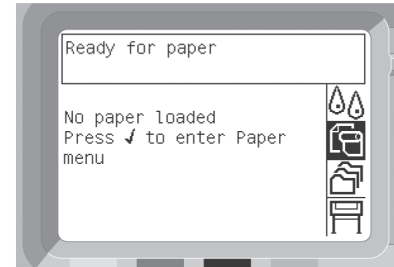 Ready for paper
No paper loaded
Press ✓ to enter Paper
menu